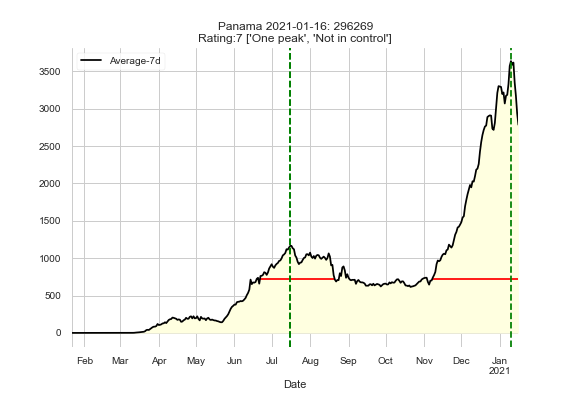 Panama 2021-01-16: 296269
Rating:7 ['One peak', 'Not in control']
Average-7d
3500
3000
2500
2000
1500
1000
500
0
Feb Mar Apr May Jun Jul Aug Sep Oct Nov Dec Jan
2021
Date